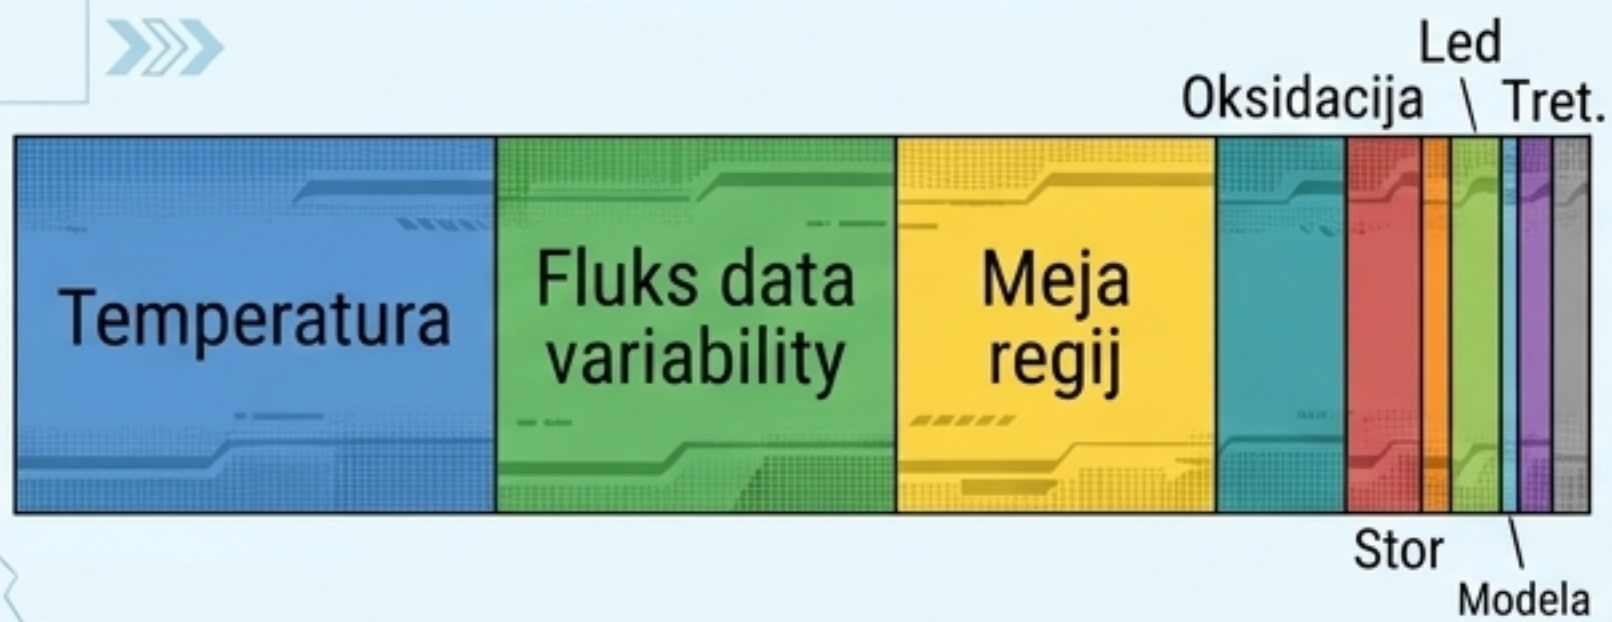 Led
Oksidacija
Tret.
Temperatura
Fluks data
variability
Meja
regij
Stor
Modela